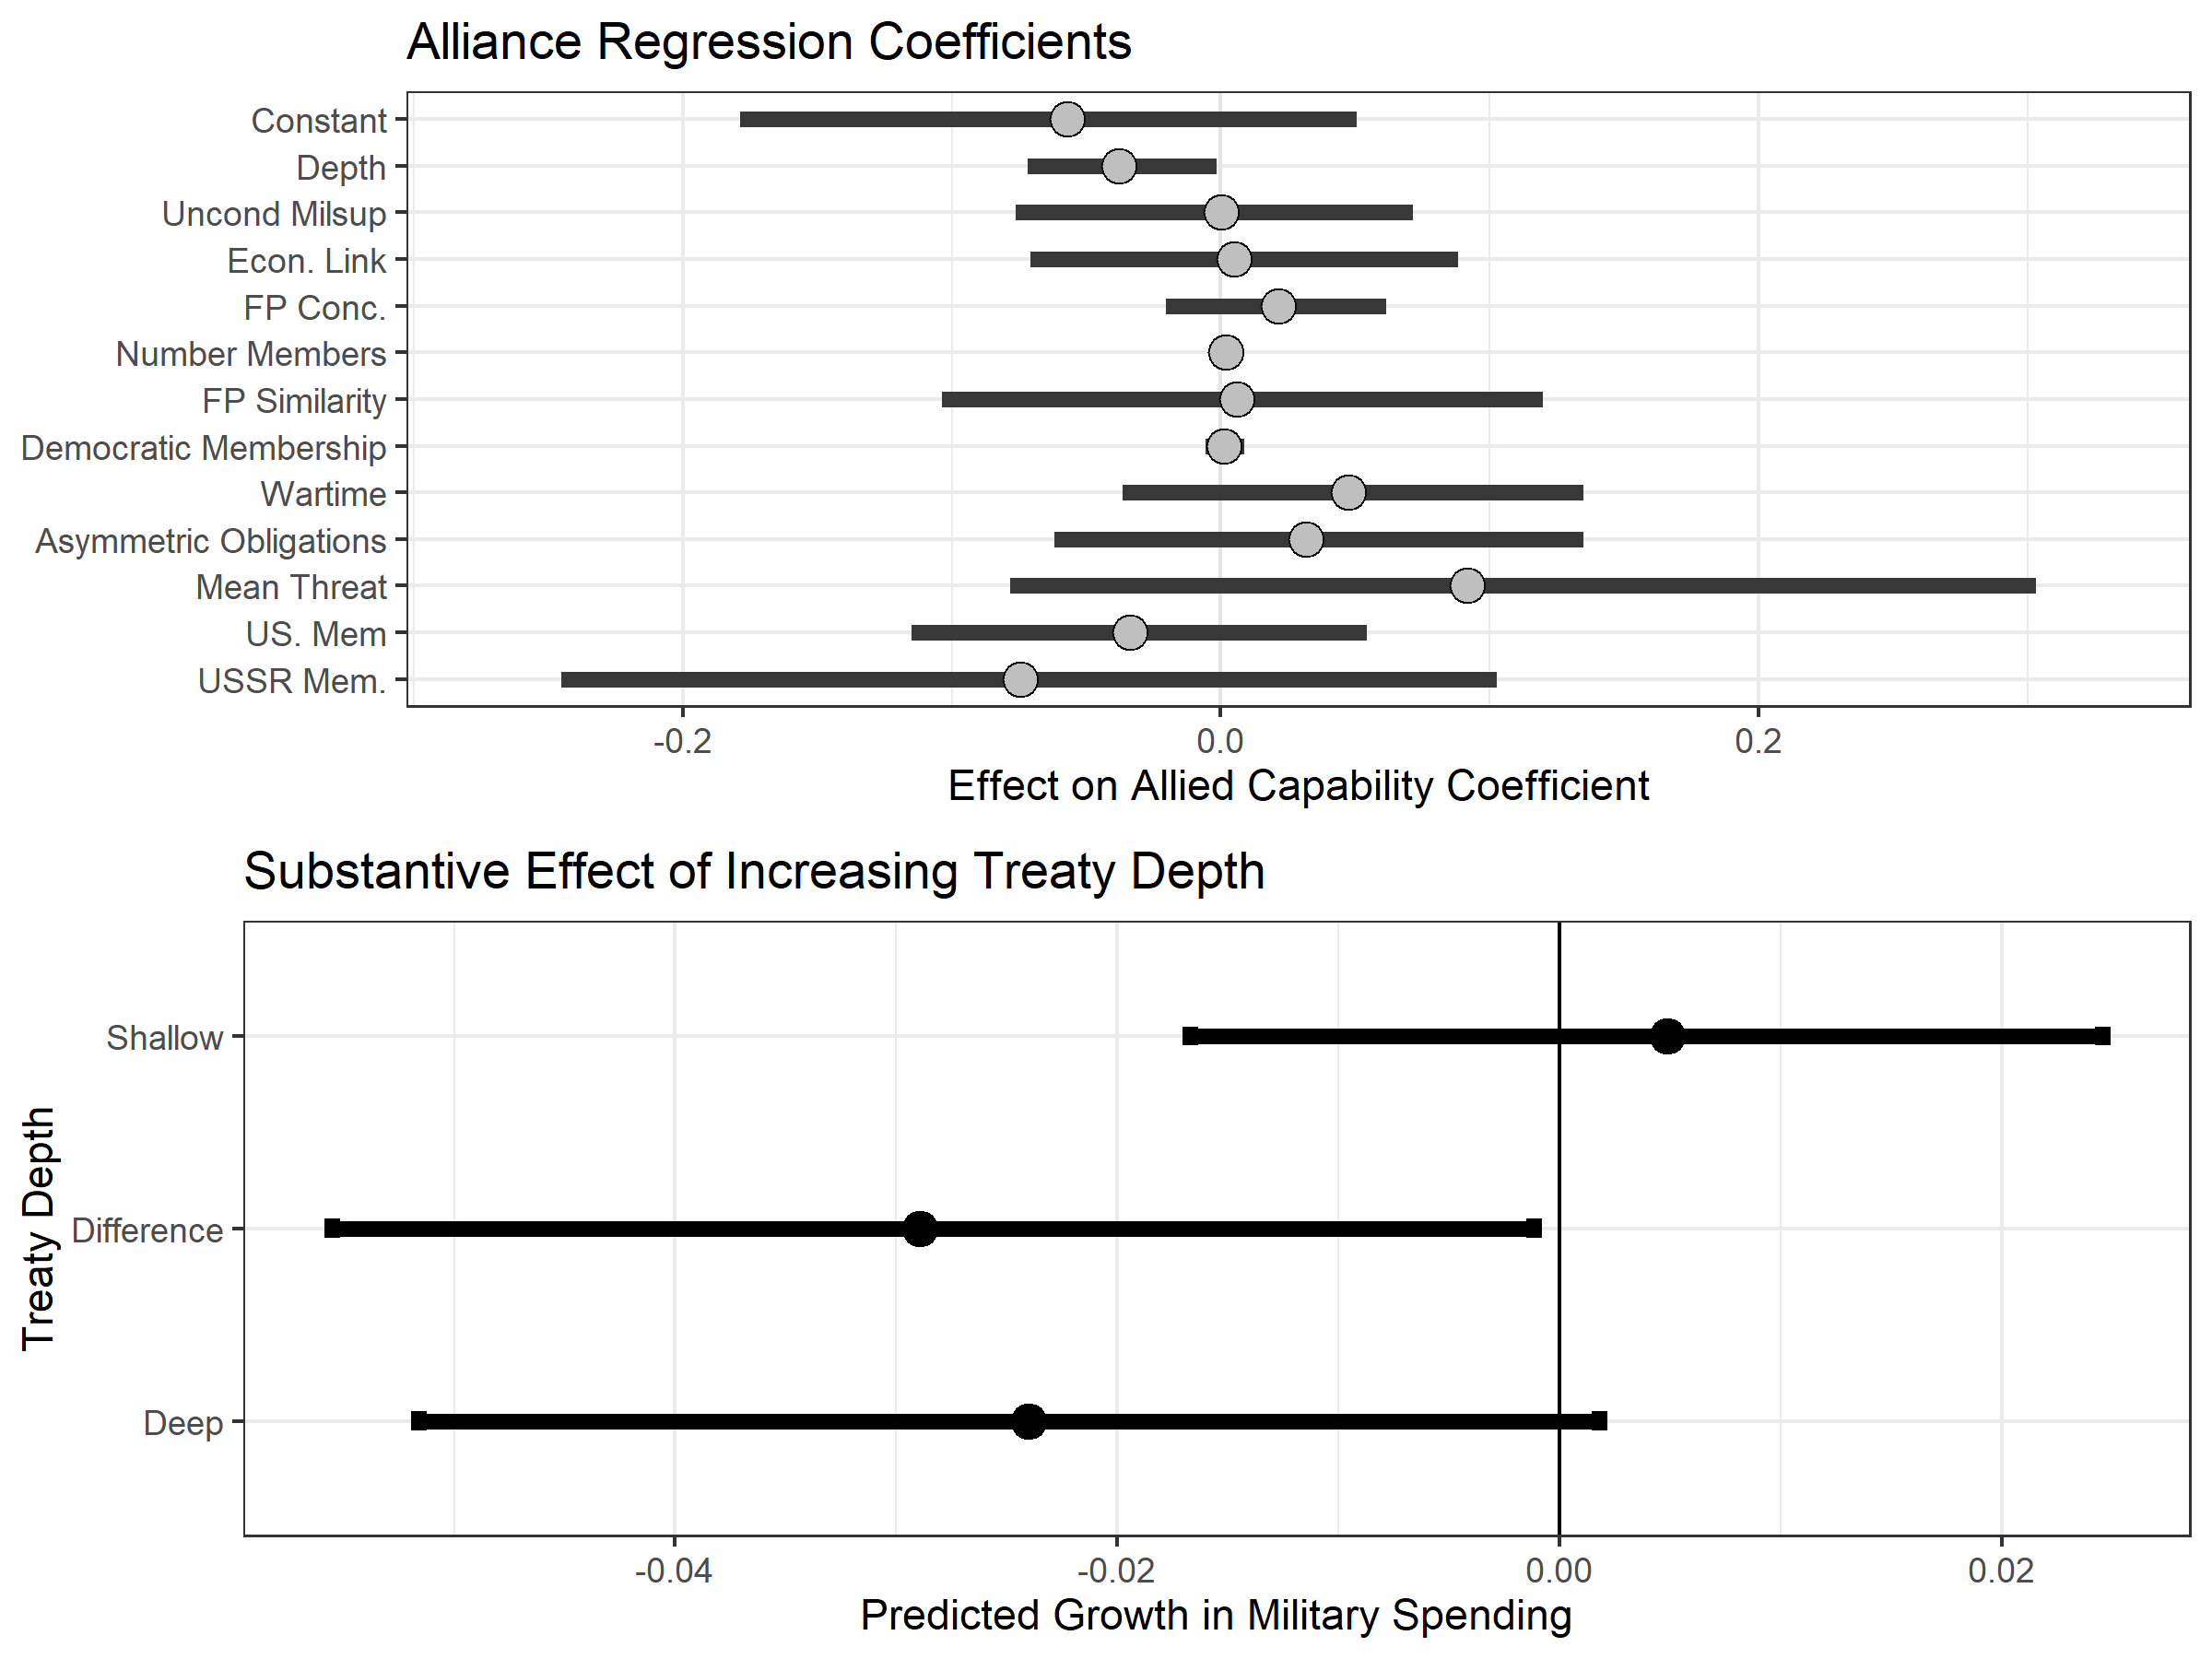 Alliance Regression Coefficients
Constant
Depth
Uncond Milsup
Econ. Link
FP Conc.
Number Members
FP Similarity
Democratic Membership
Wartime
Asymmetric Obligations
Mean Threat
US. Mem
USSR Mem.
-0.2 0.0 0.2
Effect on Allied Capability Coefficient
Substantive Effect of Increasing Treaty Depth
Treaty Depth
Shallow
Difference
Deep
-0.04 -0.02 0.00 0.02
Predicted Growth in Military Spending